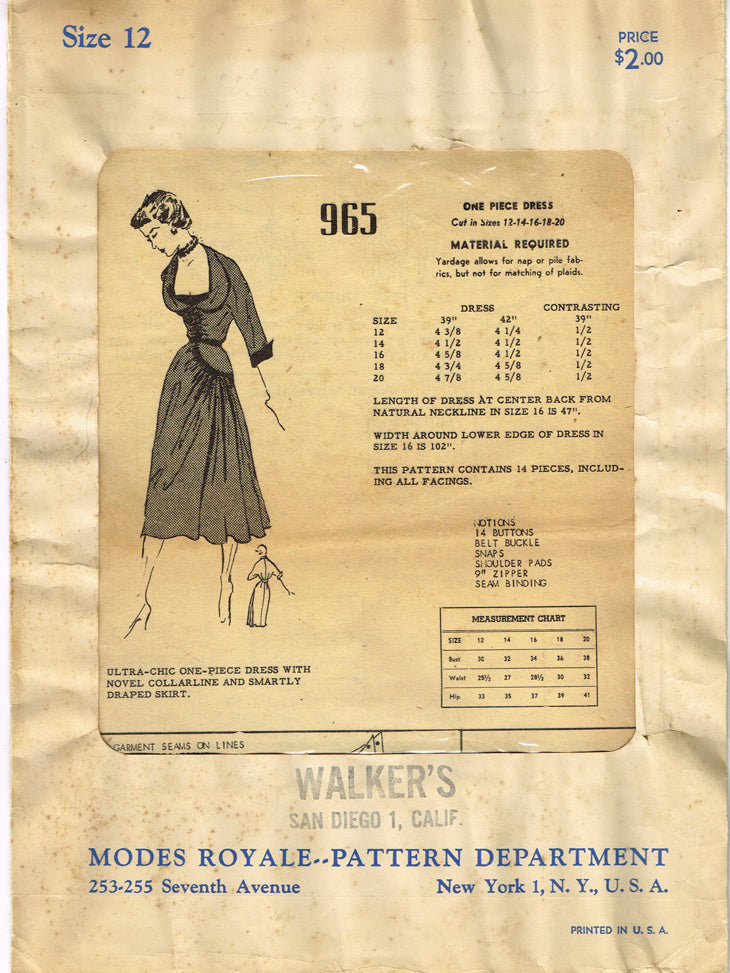 Size 12
PRICE
$2.00
965
ONE PIECE DRESS
Cut in Sizes 12-14-16-18-20
MATERIAL REQUIRED
Yardage allows for nap or pile fab-
rics, but not for matching of plaids.
DRESS CONTRASTING
SIZE 39" 42" 39"
12 4 3/8 4 1/4 1/2
14 4 1/2 4 1/2 1/2
16 4 5/8 4 1/2 1/2
18 4 3/4 4 5/8 1/2
20 4 7/8 4 5/8 1/2
LENGTH OF DRESS AT CENTER BACK FROM
NATURAL NECKLINE IN SIZE 16 IS 47".
WIDTH AROUND LOWER EDGE OF DRESS IN
SIZE 16 IS 102".
THIS PATTERN CONTAINS 14 PIECES, INCLUD-
ING ALL FACINGS.
NOTIONS
14 BUTTONS
BELT BUCKLE
SNAPS
SHOULDER PADS
9" ZIPPER
SEAM BINDING
MEASUREMENT CHART
SIZE 12 14 16 18 20
Bust 30 32 34 36 38
Waist 25½ 27 28½ 30 32
Hip 33 35 37 39 41
ULTRA-CHIC ONE-PIECE DRESS WITH
NOVEL COLLARLINE AND SMARTLY
DRAPED SKIRT.
GARMENT SEAMS ON LINES
WALKER'S
SAN DIEGO 1, CALIF.
MODES ROYALE--PATTERN DEPARTMENT
253-255 Seventh Avenue New York 1, N. Y., U. S. A.
PRINTED IN U. S. A.